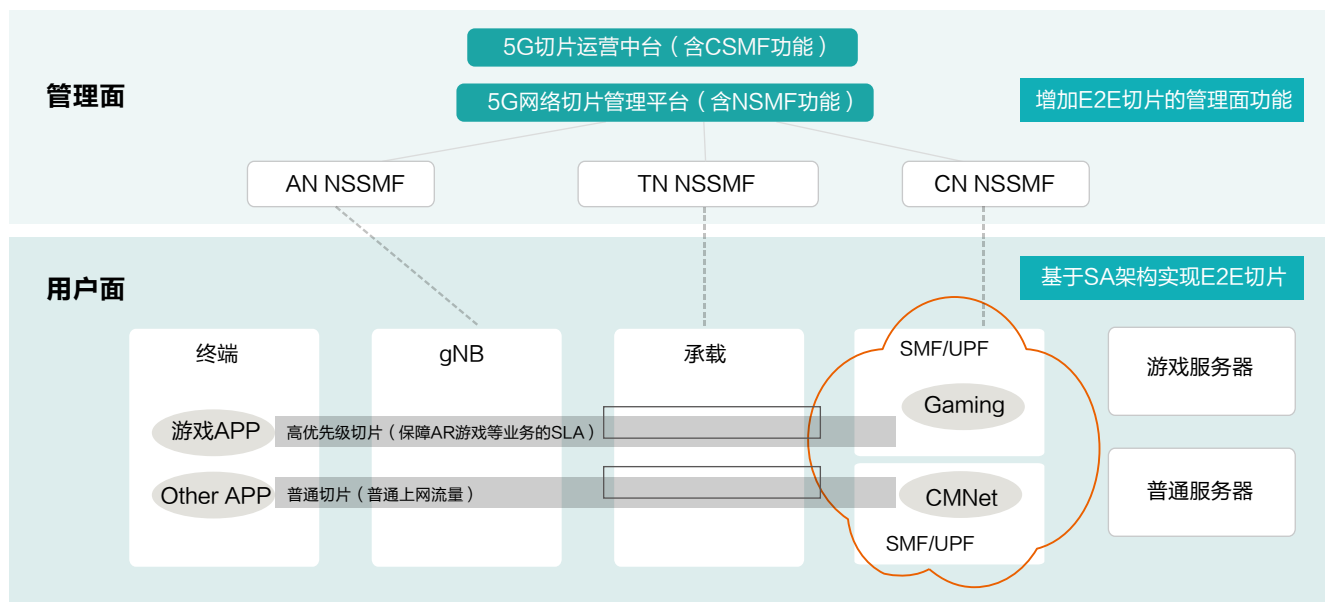 5G切片运营中台（含CSMF功能）
管理面
5G网络切片管理平台（含NSMF功能）
增加E2E切片的管理面功能
AN NSSMF
TN NSSMF
CN NSSMF
用户面
基于SA架构实现E2E切片
终端
gNB
承载
SMF/UPF
游戏服务器
Gaming
游戏APP
高优先级切片（保障AR游戏等业务的SLA）
Other APP
普通切片（普通上网流量）
CMNet
普通服务器
SMF/UPF